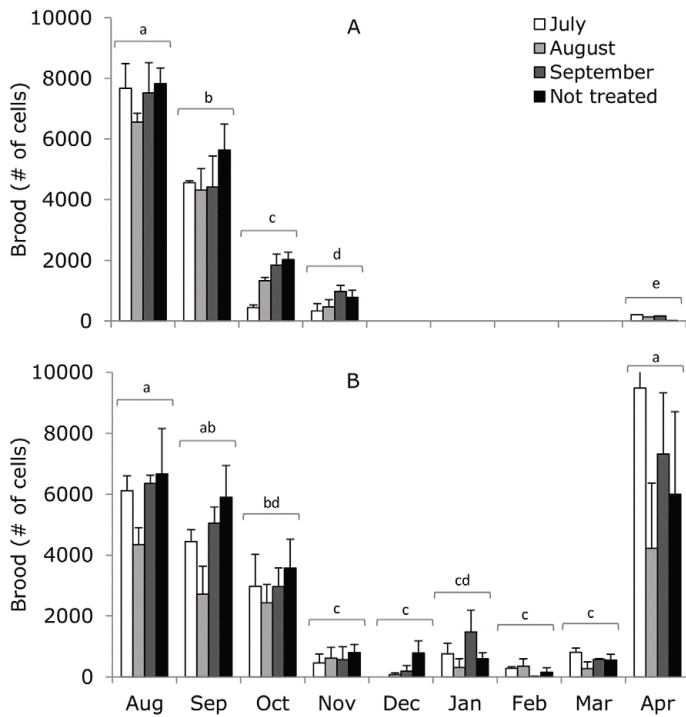 10000
8000
6000
4000
2000
0
Brood (# of cells)
A
July
August
September
Not treated
a
b
c
d
e
10000
8000
6000
4000
2000
0
Brood (# of cells)
B
a
ab
bd
c
c
cd
c
c
a
Aug Sep Oct Nov Dec Jan Feb Mar Apr